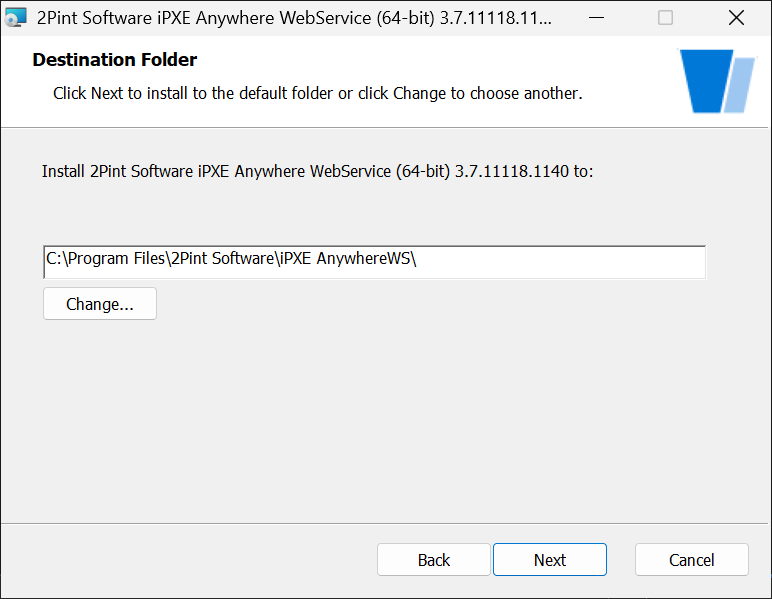 2Pint Software iPXE Anywhere WebService (64-bit) 3.7.11118.11...
Destination Folder
Click Next to install to the default folder or click Change to choose another.
Install 2Pint Software iPXE Anywhere WebService (64-bit) 3.7.11118.1140 to:
C:\Program Files\2Pint Software\iPXE AnywhereWS\
Change...
Back
Next
Cancel